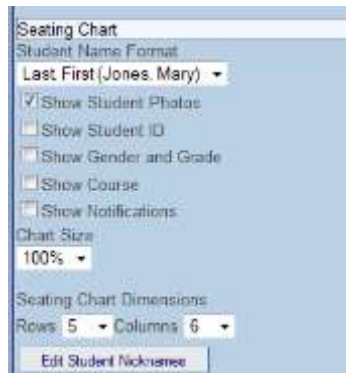 Seating Chart
Student Name Format
Last, First (Jones, Mary)
Show Student Photos
Show Student ID
Show Gender and Grade
Show Course
Show Notifications
Chart Size
100%
Seating Chart Dimensions
Rows 5 Columns 6
Edit Student Nicknames